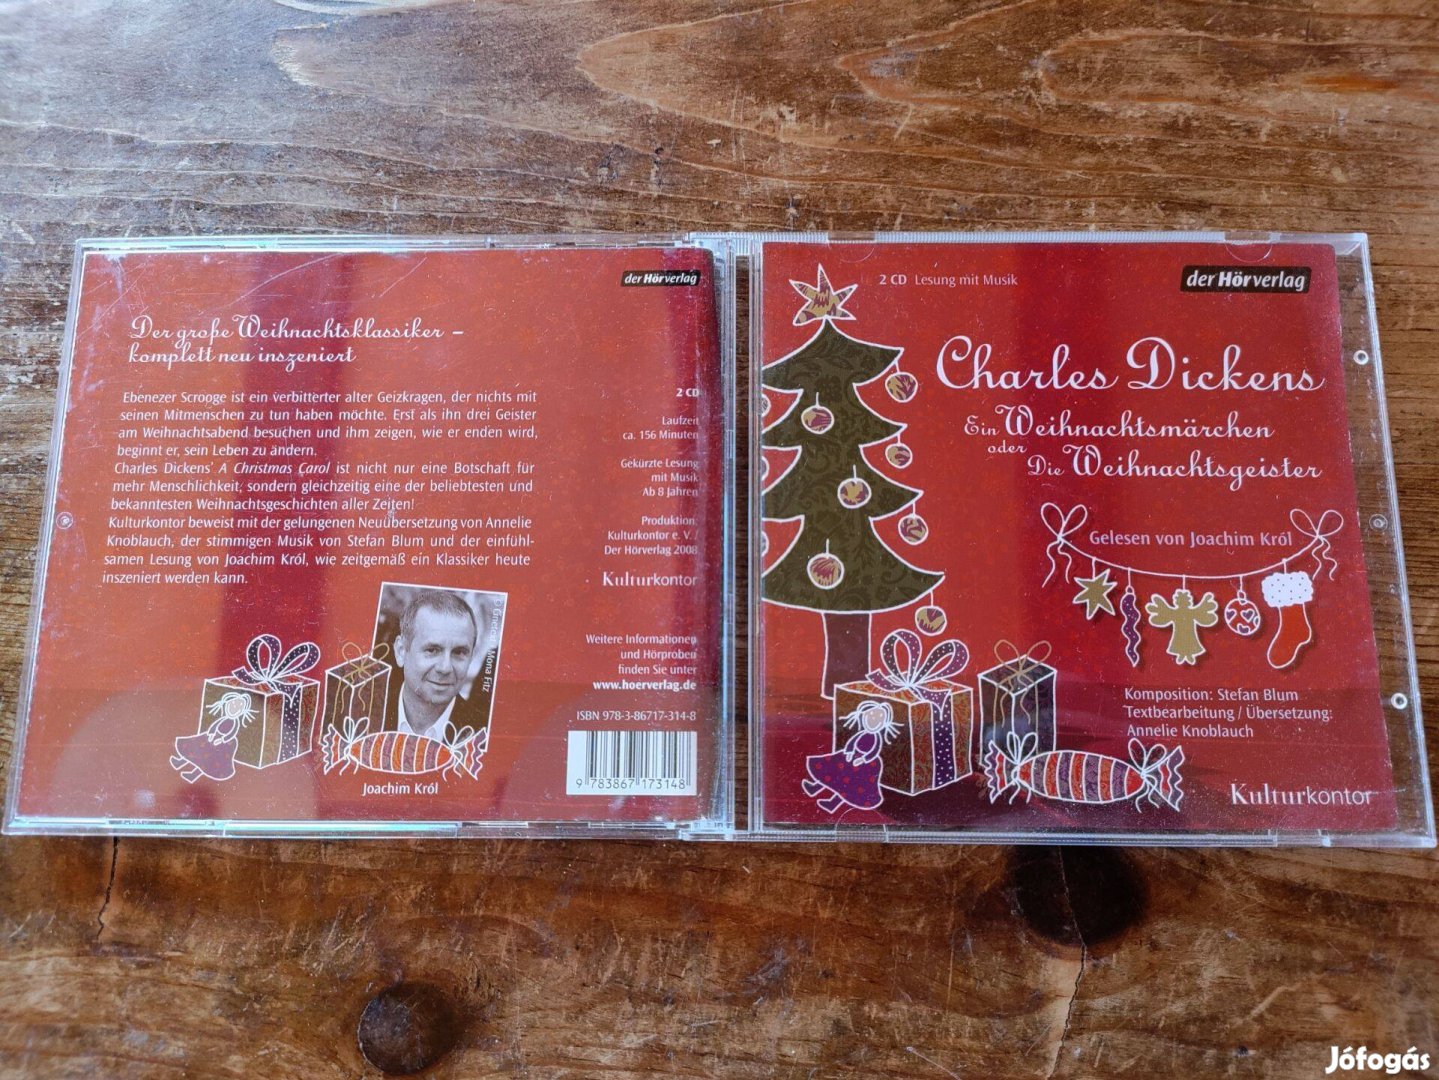 der Hörverlag
Der große Weihnachtsklassiker –
komplett neu inszeniert
Ebenezer Scrooge ist ein verbitterter alter Geizkragen, der nichts mit
seinen Mitmenschen zu tun haben möchte. Erst als ihn drei Geister
am Weihnachtsabend besuchen und ihm zeigen, wie er enden wird,
beginnt er, sein Leben zu ändern.
Charles Dickens' A Christmas Carol ist nicht nur eine Botschaft für
mehr Menschlichkeit, sondern gleichzeitig eine der beliebtesten und
bekanntesten Weihnachtsgeschichten aller Zeiten!
Kulturkontor beweist mit der gelungenen Neuübersetzung von Annelie
Knoblauch, der stimmigen Musik von Stefan Blum und der einfühl-
samen Lesung von Joachim Król, wie zeitgemäß ein Klassiker heute
inszeniert werden kann.
Joachim Król
2 CD
Laufzeit
ca. 156 Minuten
Gekürzte Lesung
mit Musik
Ab 8 Jahren
Produktion:
Kulturkontor e. V. /
Der Hörverlag 2008
Kulturkontor
Weitere Informationen
und Hörproben
finden Sie unter
www.hoerverlag.de
ISBN 978-3-86717-314-8
9 783867 173148
2 CD Lesung mit Musik
der Hörverlag
Charles Dickens
Ein Weihnachtsmärchen
oder
Die Weihnachtsgeister
Gelesen von Joachim Król
Komposition: Stefan Blum
Textbearbeitung / Übersetzung:
Annelie Knoblauch
Kulturkontor
Jófogás